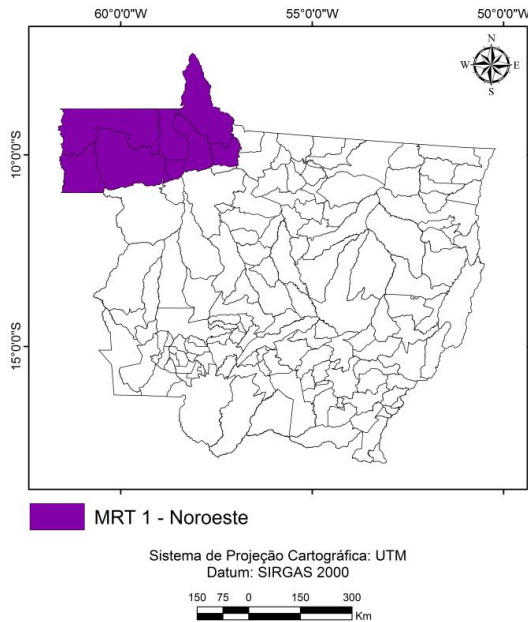 60°0'0"W 55°0'0"W 50°0'0"W
N
W E
S
10°0'0"S
15°0'0"S
MRT 1 - Noroeste
Sistema de Projeção Cartográfica: UTM
Datum: SIRGAS 2000
150 75 0 150 300
Km